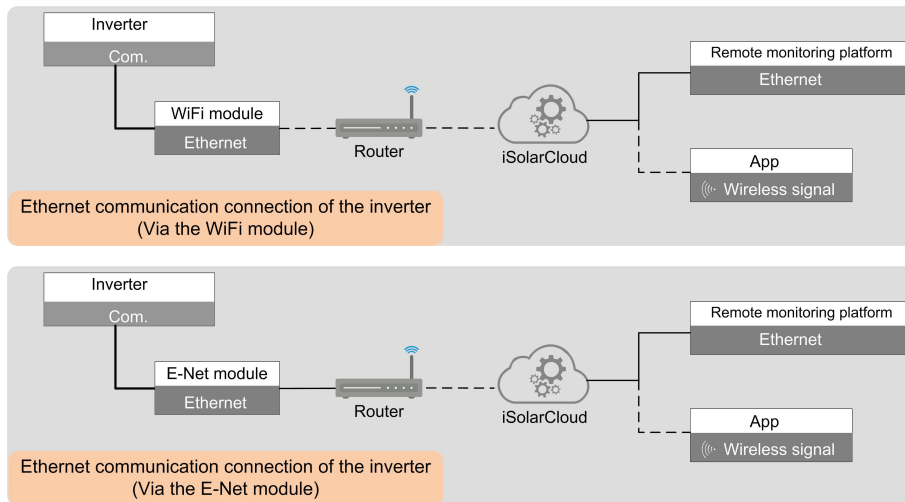 Inverter
Com.
WiFi module
Ethernet
Router
iSolarCloud
Remote monitoring platform
Ethernet
App
Wireless signal
Ethernet communication connection of the inverter
(Via the WiFi module)
Inverter
Com.
E-Net module
Ethernet
Router
iSolarCloud
Remote monitoring platform
Ethernet
App
Wireless signal
Ethernet communication connection of the inverter
(Via the E-Net module)